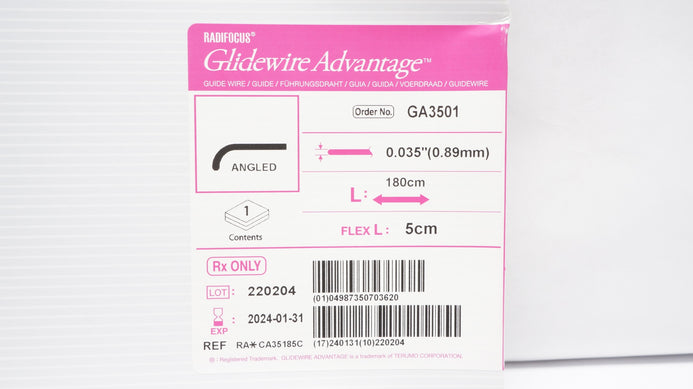 RADIFOCUS®
Glidewire Advantage™
GUIDE WIRE / GUIDE / FÜHRUNGSDRAHT / GUIA / GUIDA / VOERDRAAD / GUIDEWIRE
Order No. GA3501
ANGLED
0.035"(0.89mm)
L: 180cm
1
Contents
FLEX L: 5cm
Rx ONLY
LOT: 220204
(01)04987350703620
EXP: 2024-01-31
REF RA*CA35185C
(17)240131(10)220204
®: Registered Trademark. GLIDEWIRE ADVANTAGE is a trademark of TERUMO CORPORATION.